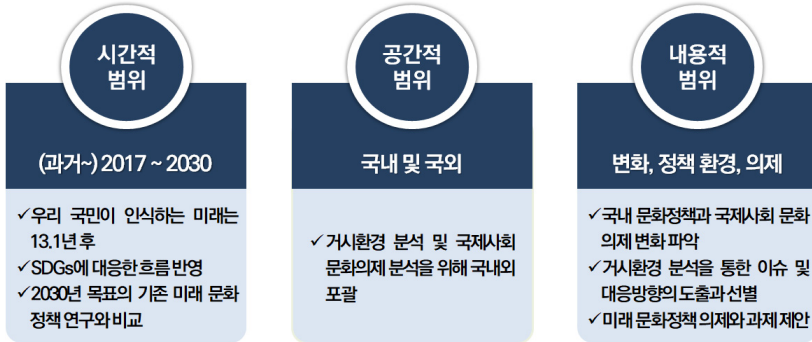 시간적
범위
(과거~) 2017 ~ 2030
✓우리 국민이 인식하는 미래는
13.1년 후
✓SDGs에 대응한 흐름 반영
✓2030년 목표의 기존 미래 문화
정책 연구와 비교
공간적
범위
국내 및 국외
✓거시환경 분석 및 국제사회
문화의제 분석을 위해 국내외
포괄
내용적
범위
변화, 정책 환경, 의제
✓국내 문화정책과 국제사회 문화
의제 변화 파악
✓거시환경 분석을 통한 이슈 및
대응방향의 도출과 선별
✓미래 문화정책 의제와 과제 제안